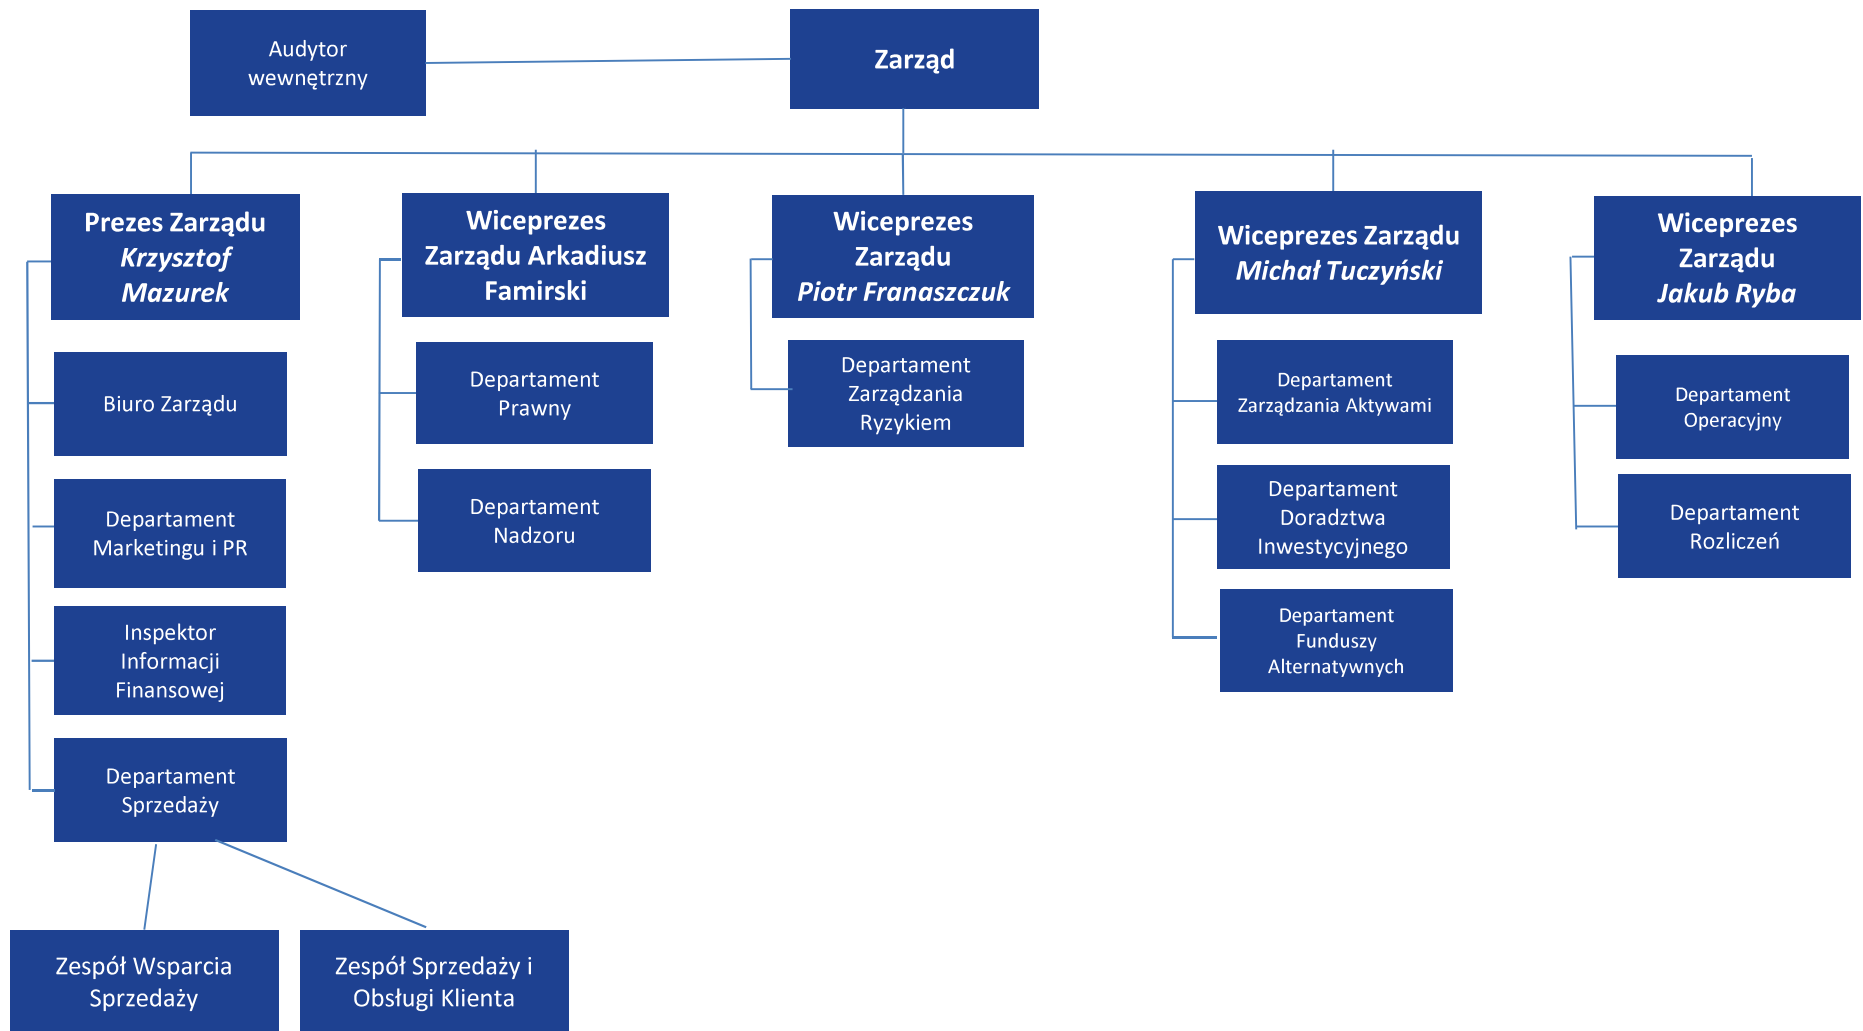 Audytor
wewnętrzny
Zarząd
Prezes Zarządu
Krzysztof
Mazurek
Wiceprezes
Zarządu Arkadiusz
Famirski
Wiceprezes
Zarządu
Piotr Franaszczuk
Wiceprezes Zarządu
Michał Tuczyński
Wiceprezes
Zarządu
Jakub Ryba
Biuro Zarządu
Departament
Marketingu i PR
Inspektor
Informacji
Finansowej
Departament
Sprzedaży
Zespół Wsparcia
Sprzedaży
Zespół Sprzedaży i
Obsługi Klienta
Departament
Prawny
Departament
Nadzoru
Departament
Zarządzania
Ryzykiem
Departament
Zarządzania Aktywami
Departament
Doradztwa
Inwestycyjnego
Departament
Funduszy
Alternatywnych
Departament
Operacyjny
Departament
Rozliczeń